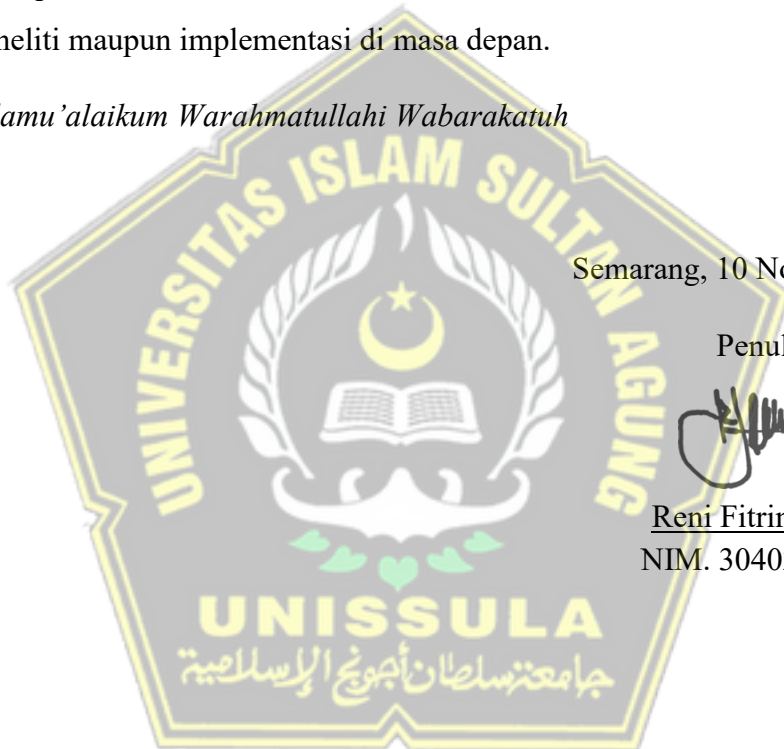 neliti maupun implementasi di masa depan.
lamu’alaikum Warahmatullahi Wabarakatuh
UNIVERSITAS ISLAM SULTAN AGUNG
Semarang, 10 No
Penul
Reni Fitrin
NIM. 3040
UNISSULA
جامعة سلطان أجونج الإسلامية